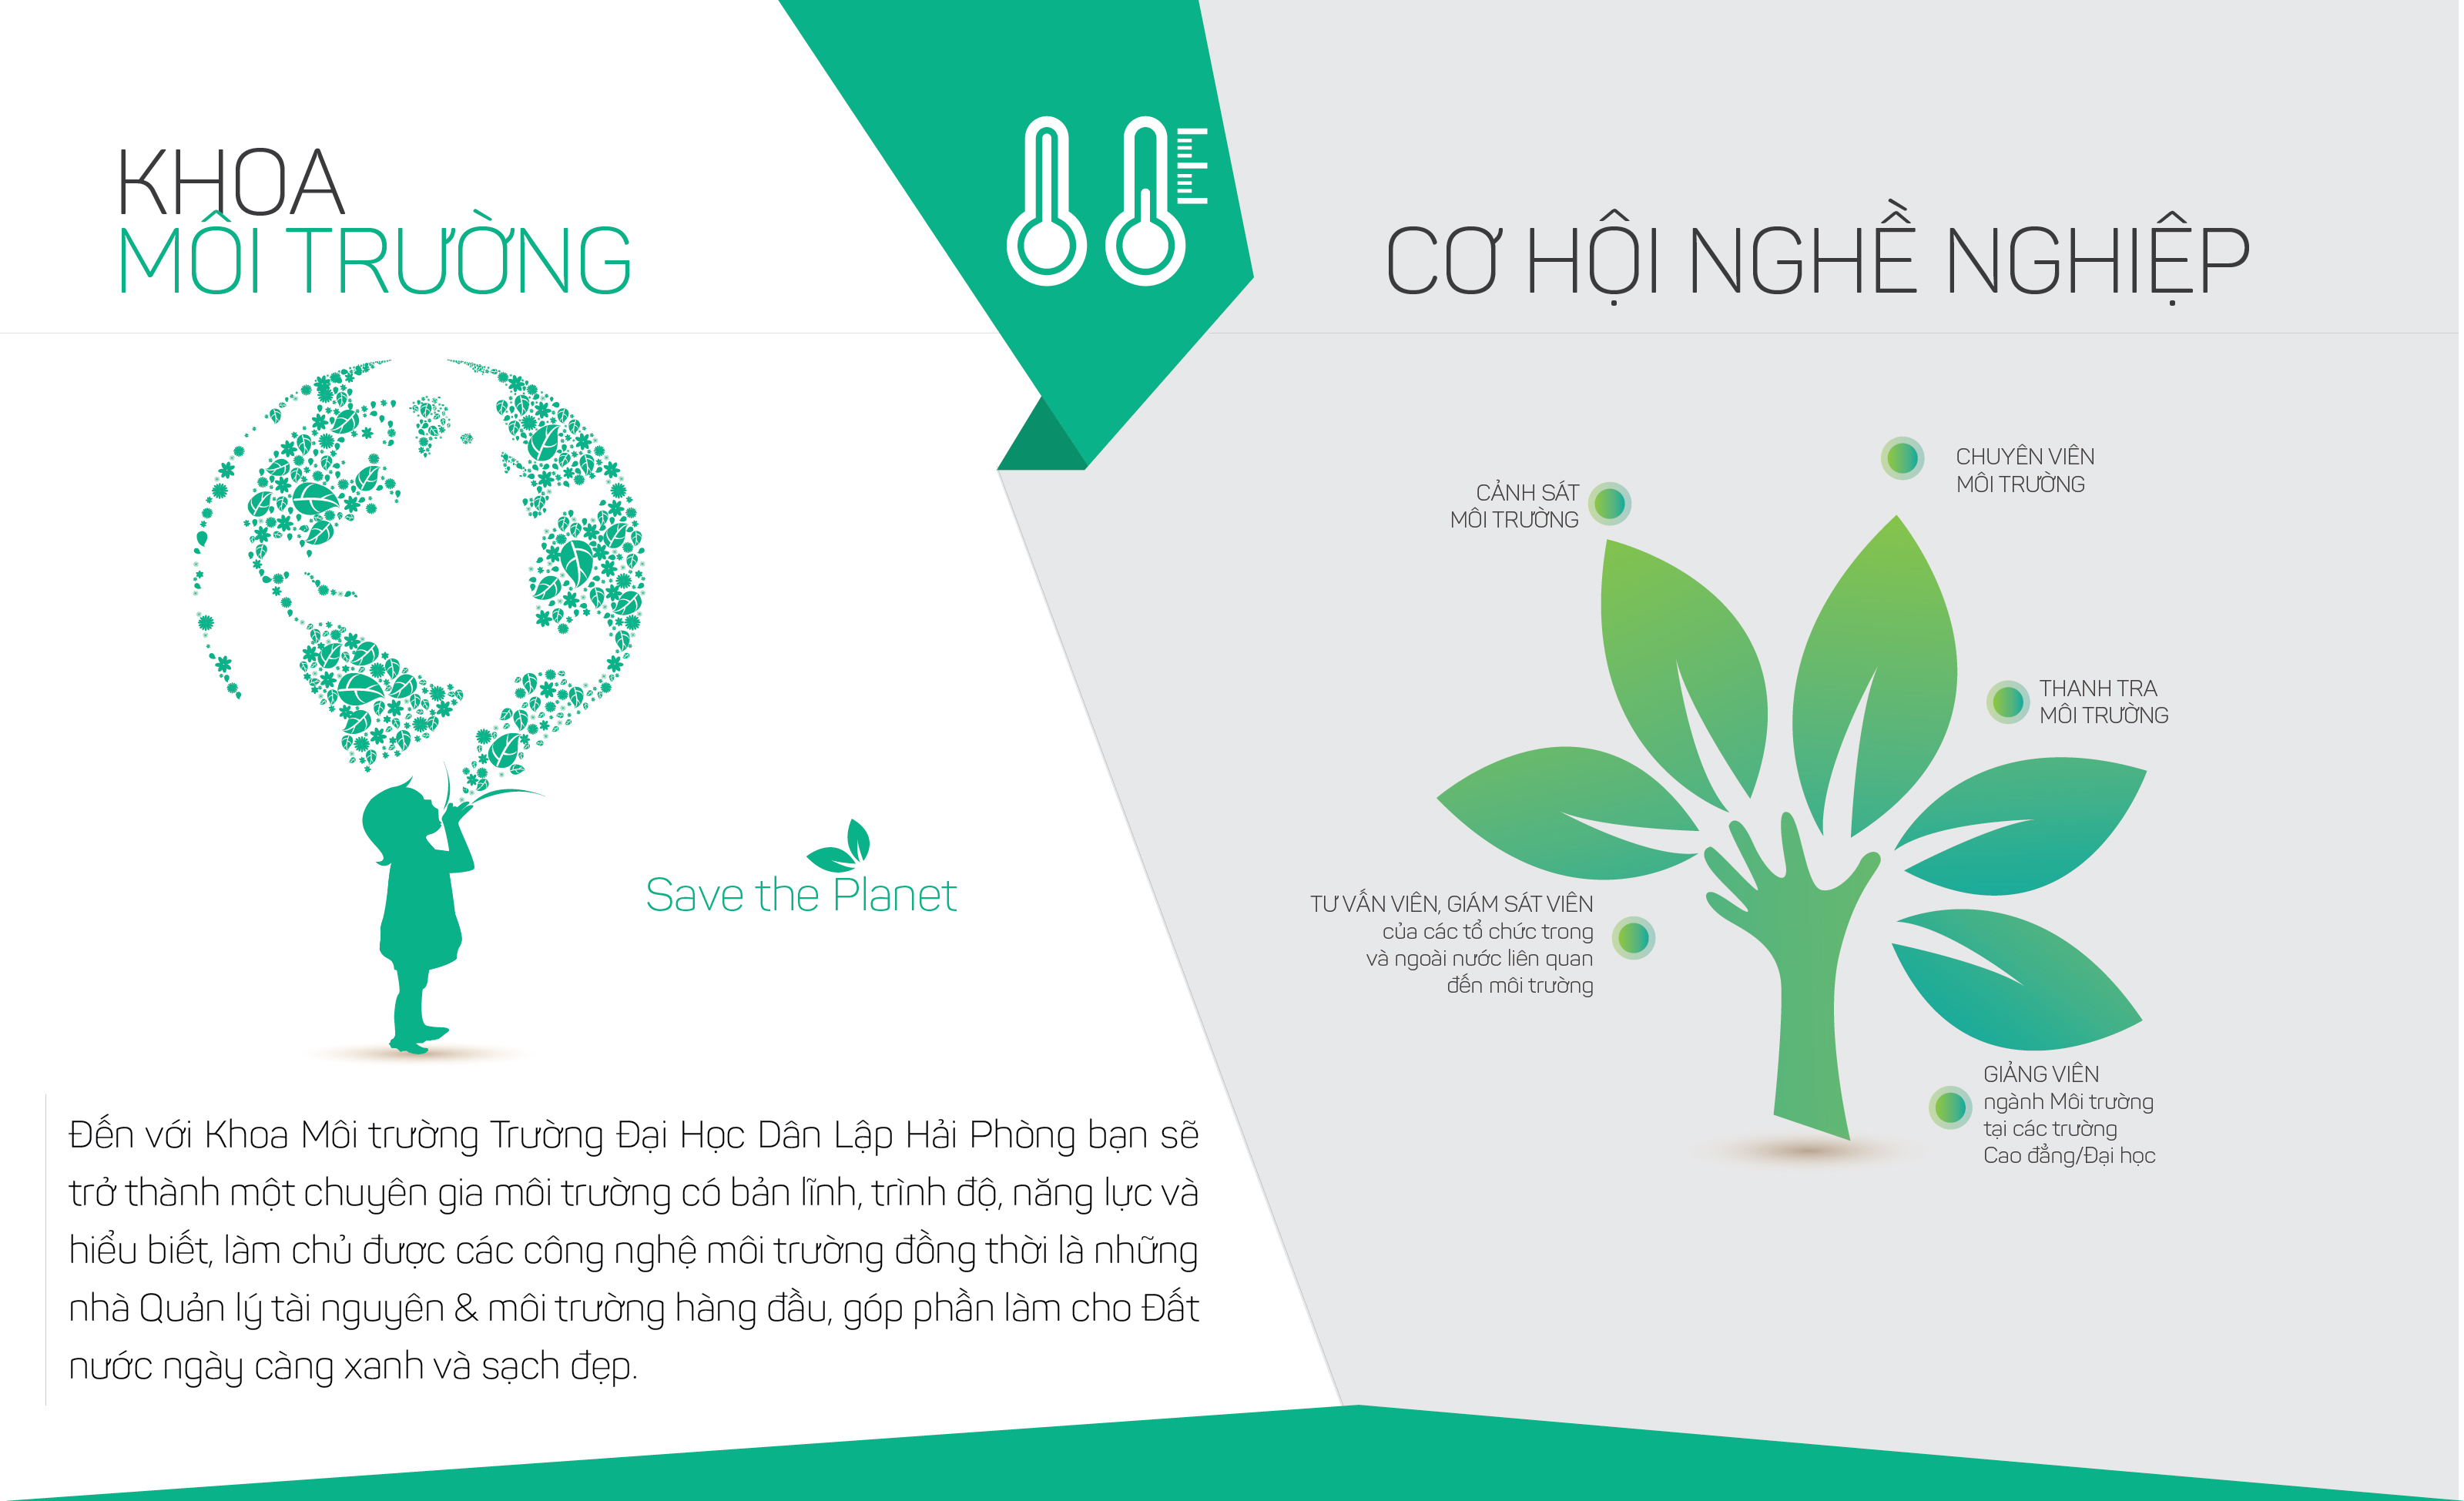 KHOA
MÔI TRƯỜNG
Save the Planet
Đến với Khoa Môi trường Trường Đại Học Dân Lập Hải Phòng bạn sẽ
trở thành một chuyên gia môi trường có bản lĩnh, trình độ, năng lực và
hiểu biết, làm chủ được các công nghệ môi trường đồng thời là những
nhà Quản lý tài nguyên & môi trường hàng đầu, góp phần làm cho Đất
nước ngày càng xanh và sạch đẹp.
CƠ HỘI NGHỀ NGHIỆP
CẢNH SÁT
MÔI TRƯỜNG
CHUYÊN VIÊN
MÔI TRƯỜNG
THANH TRA
MÔI TRƯỜNG
TƯ VẤN VIÊN, GIÁM SÁT VIÊN
của các tổ chức trong
và ngoài nước liên quan
đến môi trường
GIẢNG VIÊN
ngành Môi trường
tại các trường
Cao đẳng/Đại học